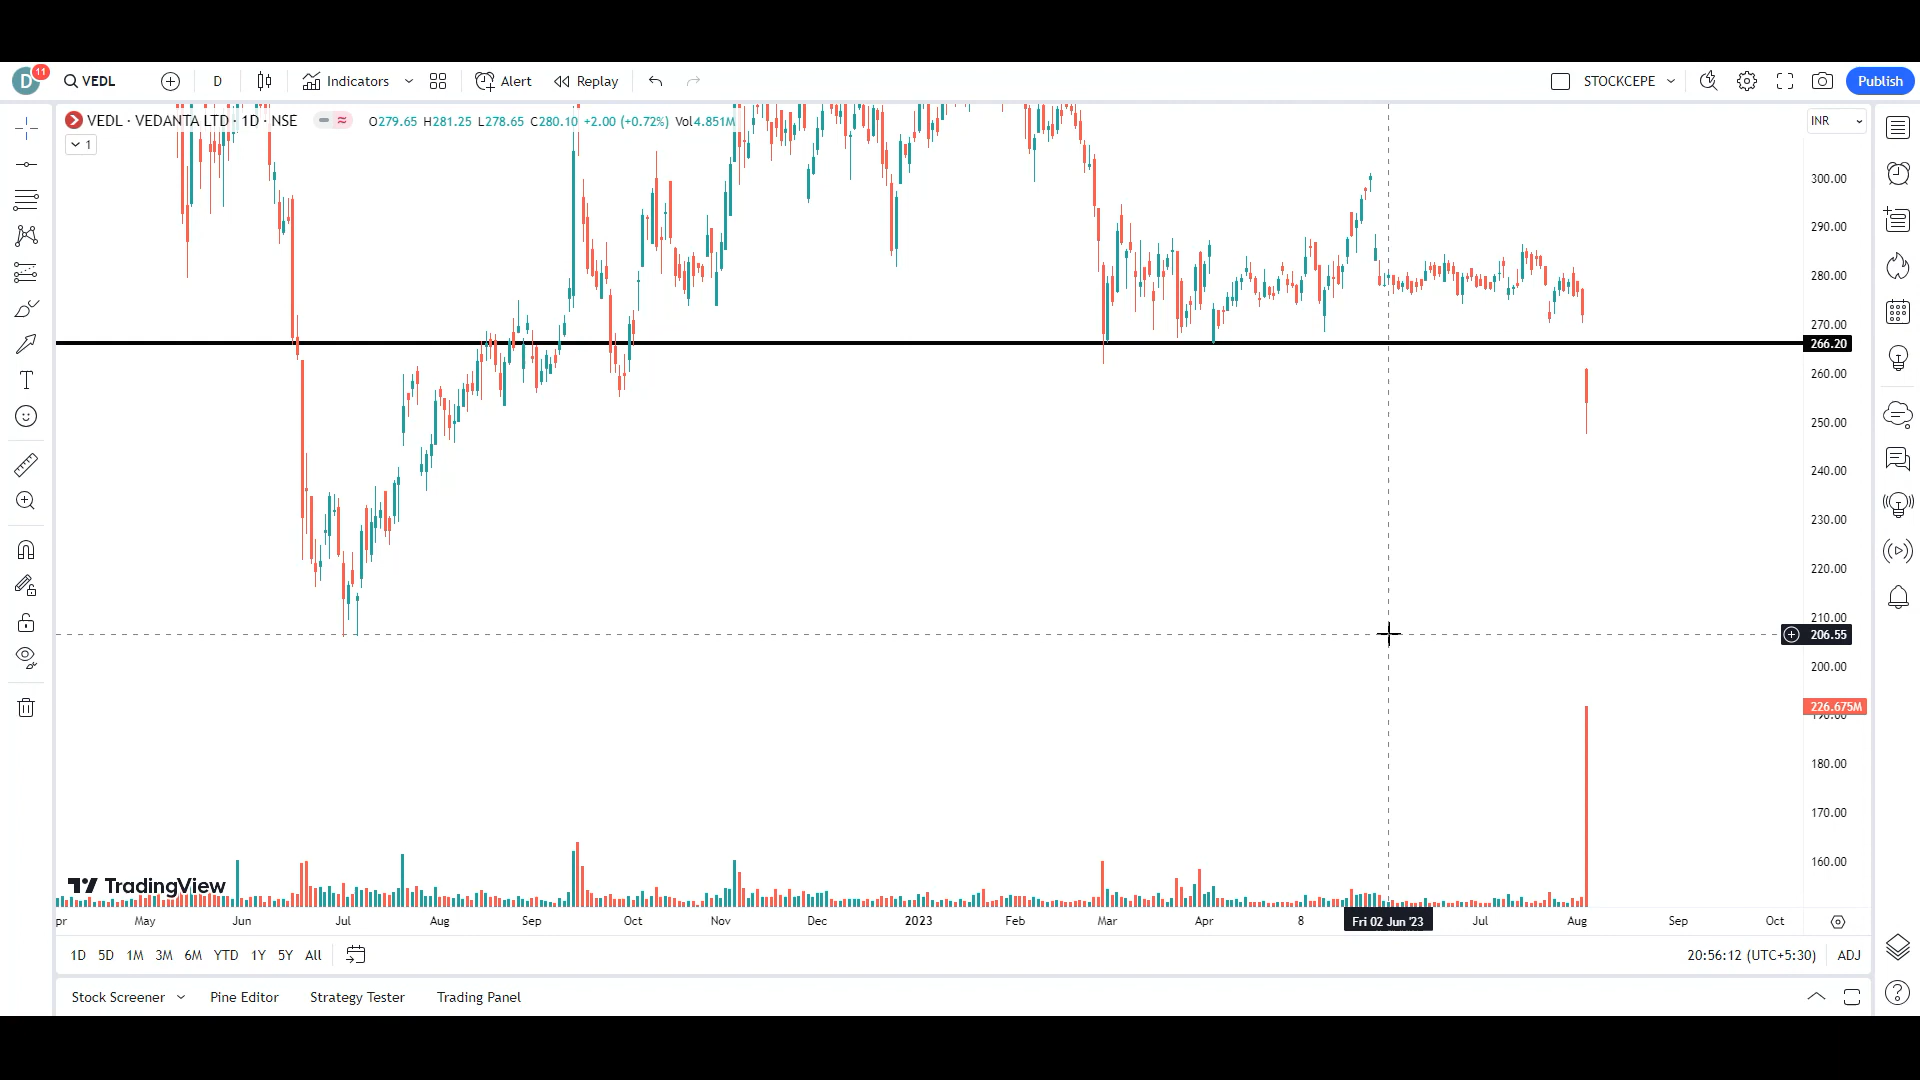 D
11
VEDL
D
Indicators
Alert
Replay
STOCKCEPE
Publish
VEDL · VEDANTA LTD · 1D · NSE
O279.65 H281.25 L278.65 C280.10 +2.00 (+0.72%) Vol4.851M
INR
1
300.00
290.00
280.00
270.00
266.20
260.00
250.00
240.00
230.00
220.00
210.00
206.55
200.00
226.675M
190.00
180.00
170.00
160.00
TradingView
pr May Jun Jul Aug Sep Oct Nov Dec 2023 Feb Mar Apr 8 Fri 02 Jun '23 Jul Aug Sep Oct
1D 5D 1M 3M 6M YTD 1Y 5Y All
20:56:12 (UTC+5:30) ADJ
Stock Screener Pine Editor Strategy Tester Trading Panel